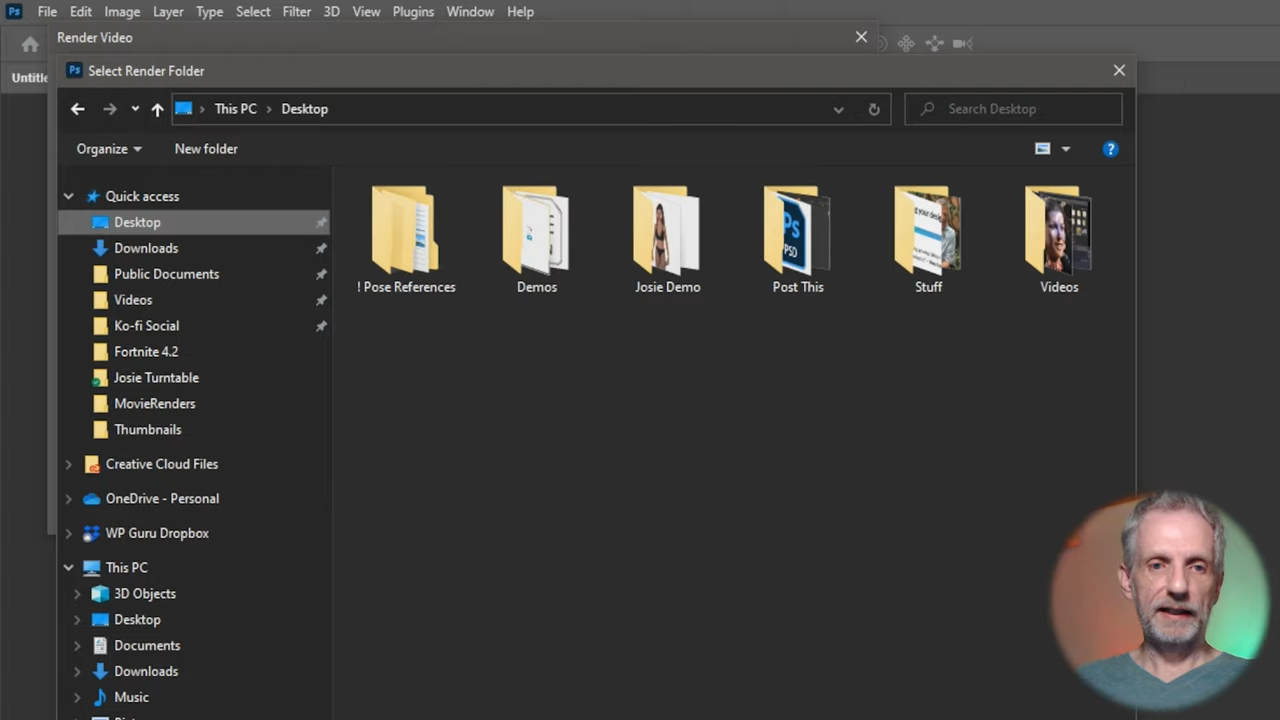 Ps File Edit Image Layer Type Select Filter 3D View Plugins Window Help
Render Video
Ps Select Render Folder
This PC > Desktop
Search Desktop
Organize
New folder
Quick access
Desktop
Downloads
Public Documents
Videos
Ko-fi Social
Fortnite 4.2
Josie Turntable
MovieRenders
Thumbnails
Creative Cloud Files
OneDrive - Personal
WP Guru Dropbox
This PC
3D Objects
Desktop
Documents
Downloads
Music
Ps
PSD
! Pose References
Demos
Josie Demo
Post This
Stuff
Videos